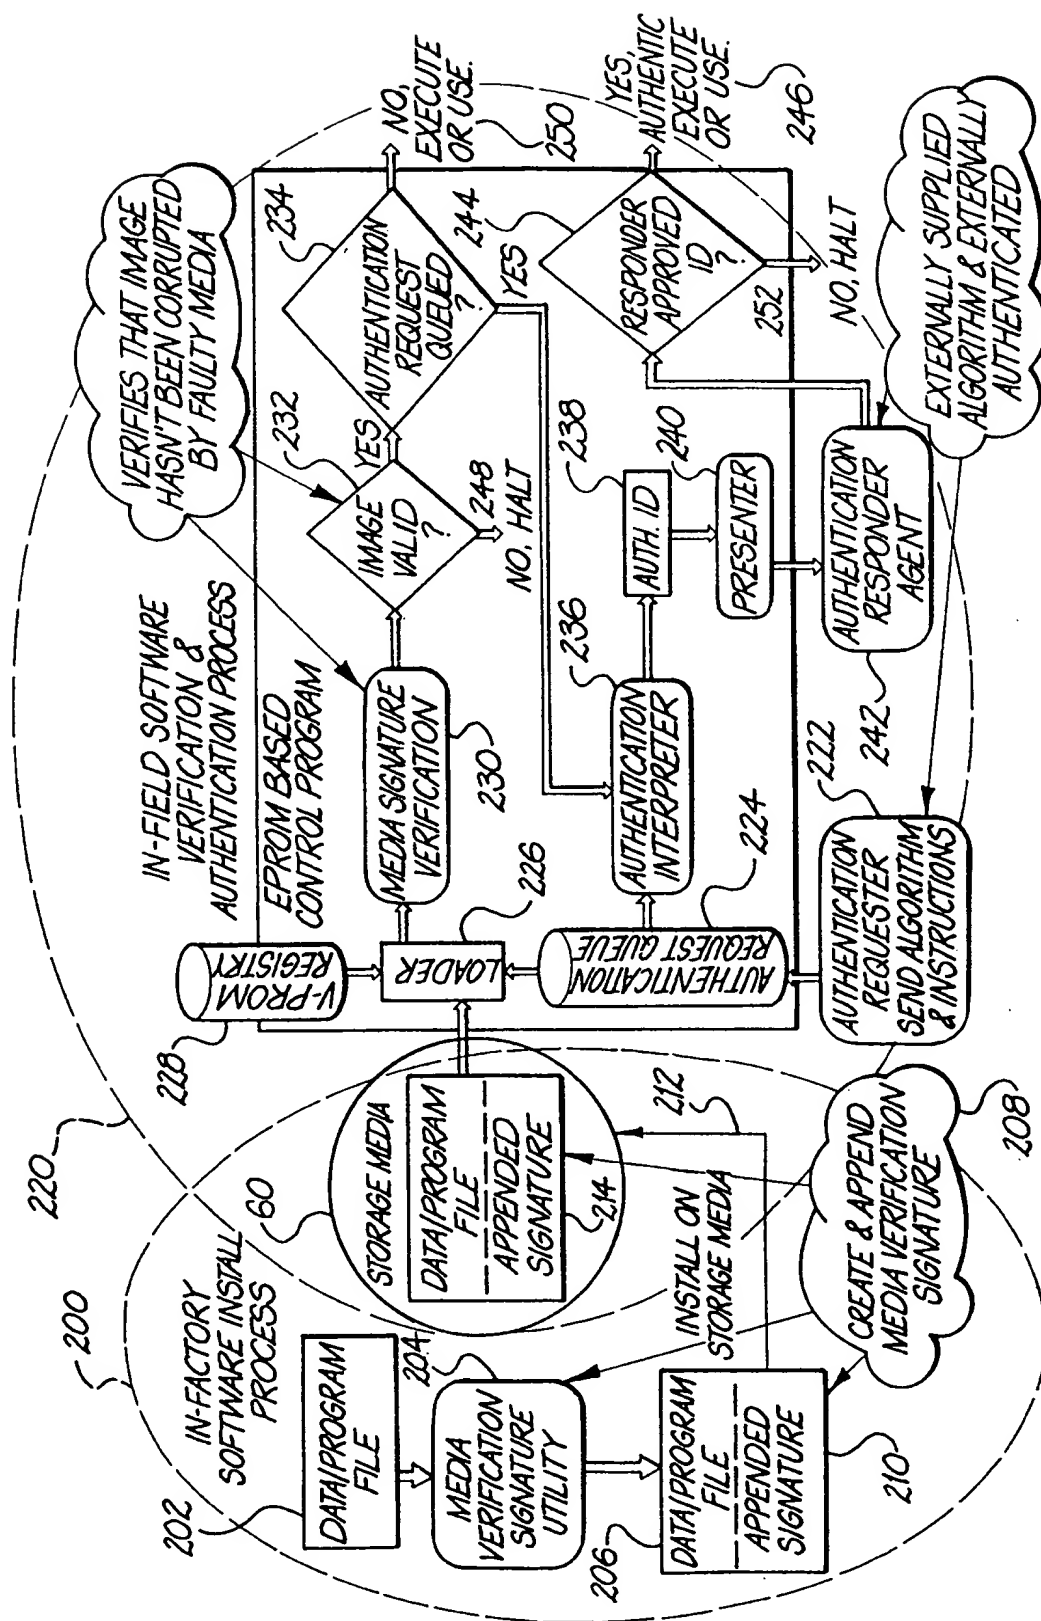 200
IN-FACTORY
SOFTWARE INSTALL
PROCESS
202
DATA/PROGRAM
FILE
204
MEDIA
VERIFICATION
SIGNATURE
UTILITY
206
DATA/PROGRAM
FILE
APPENDED
SIGNATURE
210
INSTALL ON
STORAGE MEDIA
212
CREATE & APPEND
MEDIA VERIFICATION
SIGNATURE
208
60
STORAGE MEDIA
DATA/PROGRAM
FILE
APPENDED
SIGNATURE
214
220
IN-FIELD SOFTWARE
VERIFICATION &
AUTHENTICATION PROCESS
228
V-PROM
REGISTRY
EPROM BASED
CONTROL PROGRAM
LOADER
226
AUTHENTICATION
REQUEST QUEUE
224
AUTHENTICATION
REQUESTER
SEND ALGORITHM
& INSTRUCTIONS
222
MEDIA SIGNATURE
VERIFICATION
230
VERIFIES THAT IMAGE
HASN'T BEEN CORRUPTED
BY FAULTY MEDIA
232
IMAGE
VALID
?
YES
248
NO, HALT
234
AUTHENTICATION
REQUEST
QUEUED
?
YES
NO,
EXECUTE
OR USE.
250
236
AUTHENTICATION
INTERPRETER
238
AUTH. ID
240
PRESENTER
AUTHENTICATION
RESPONDER
AGENT
242
244
RESPONDER
APPROVED
ID
?
YES,
AUTHENTIC
EXECUTE
OR USE.
246
252
NO, HALT
EXTERNALLY SUPPLIED
ALGORITHM & EXTERNALLY
AUTHENTICATED